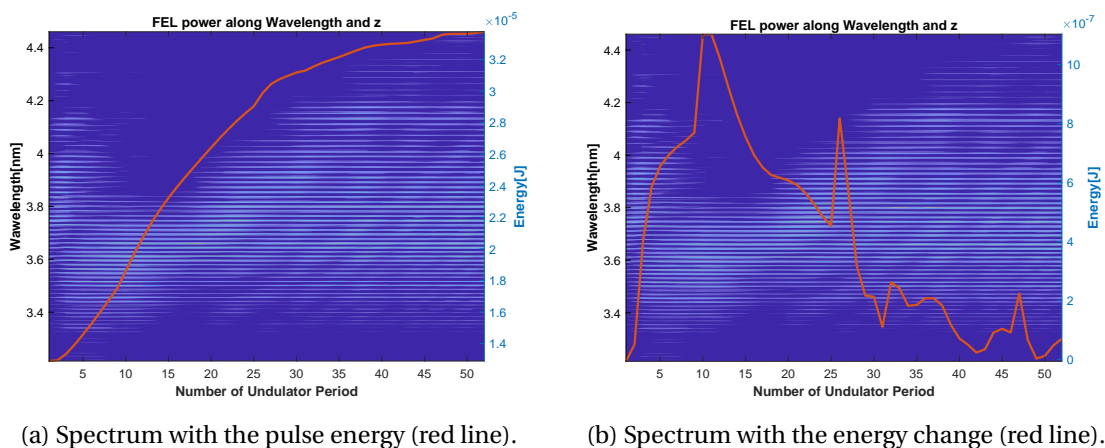 FEL power along Wavelength and z
×10⁻⁵
4.4
4.2
4
3.8
3.6
3.4
Wawelength[nm]
3.2
3
2.8
2.6
2.4
2.2
2
1.8
1.6
1.4
Energy[J]
5 10 15 20 25 30 35 40 45 50
Number of Undulator Period
(a) Spectrum with the pulse energy (red line).
FEL power along Wavelength and z
×10⁻⁷
4.4
4.2
4
3.8
3.6
3.4
Wawelength[nm]
10
8
6
4
2
0
Energy[J]
5 10 15 20 25 30 35 40 45 50
Number of Undulator Period
(b) Spectrum with the energy change (red line).